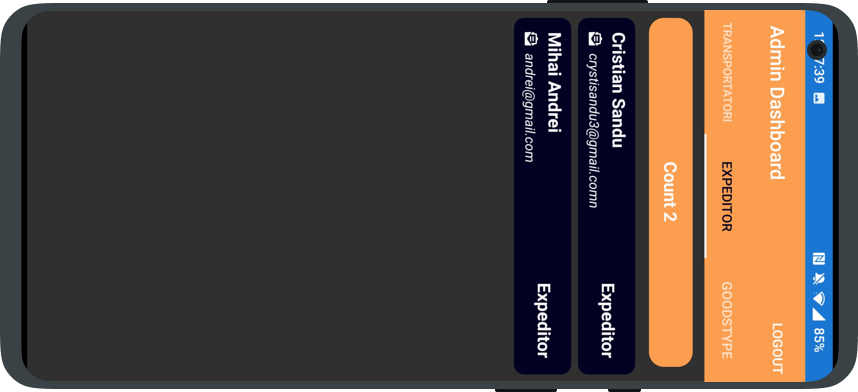 85%
Admin Dashboard LOGOUT
TRANSPORTATORI EXPEDITOR GOODSTYPE
Count 2
Cristian Sandu Expeditor
crystisandu3@gmail.comn
Mihai Andrei Expeditor
andrei@gmail.com